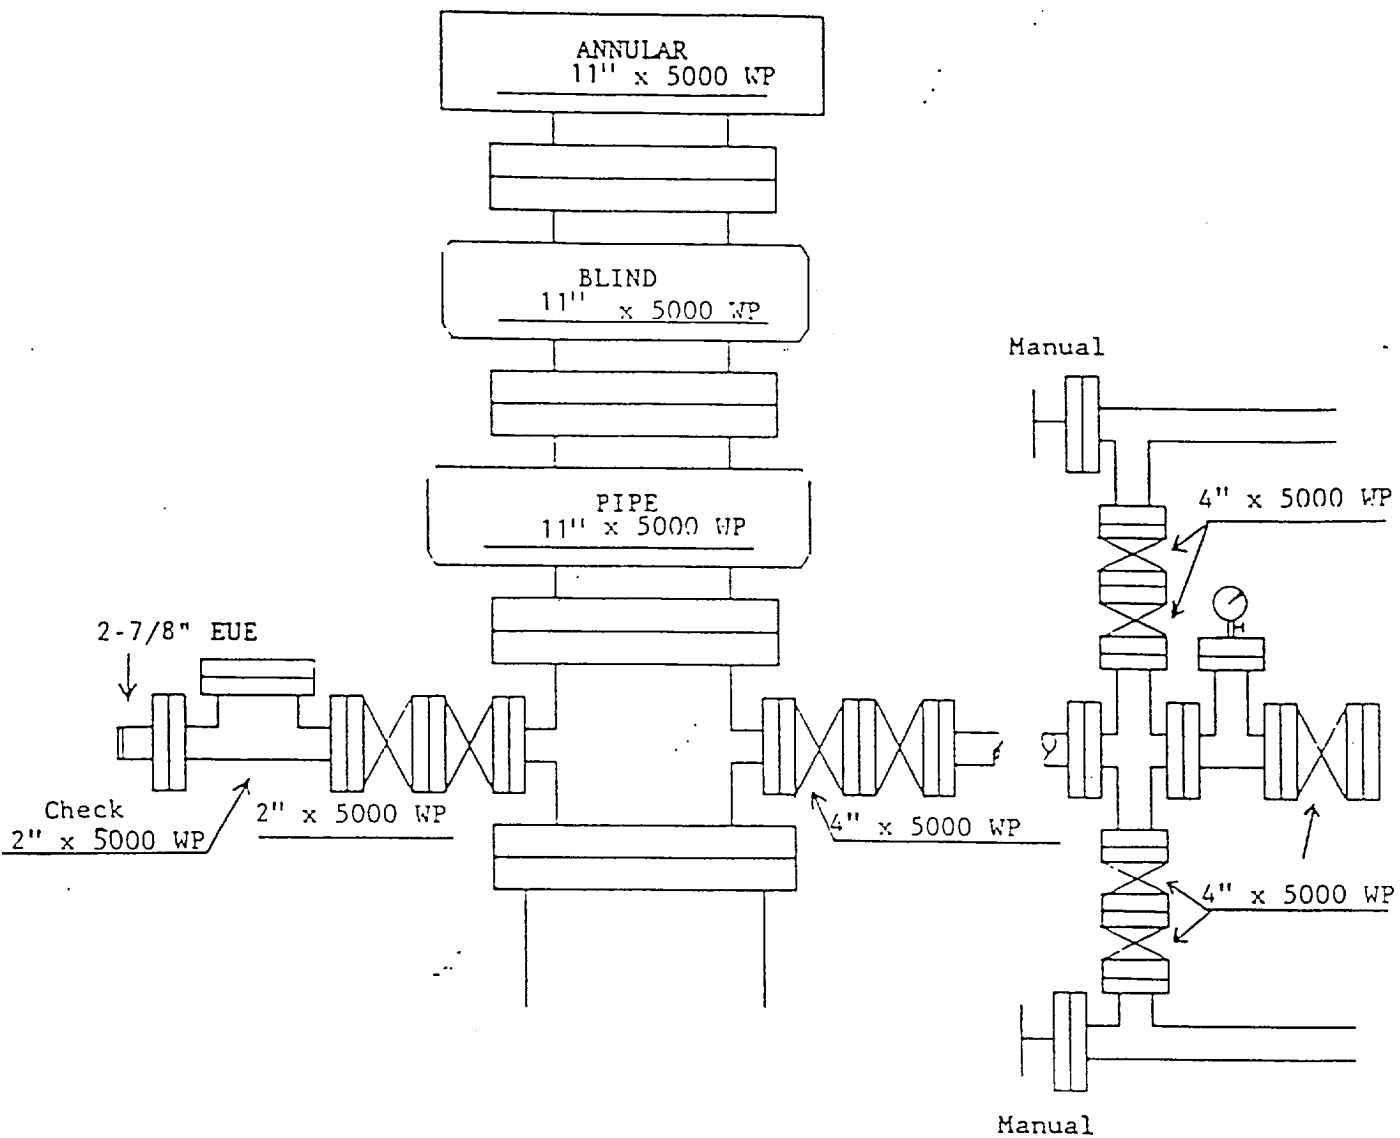 ANNULAR
11" x 5000 WP
BLIND
11" x 5000 WP
PIPE
11" x 5000 WP
Manual
4" x 5000 WP
2-7/8" EUE
Check
2" x 5000 WP
2" x 5000 WP
4" x 5000 WP
4" x 5000 WP
Manual